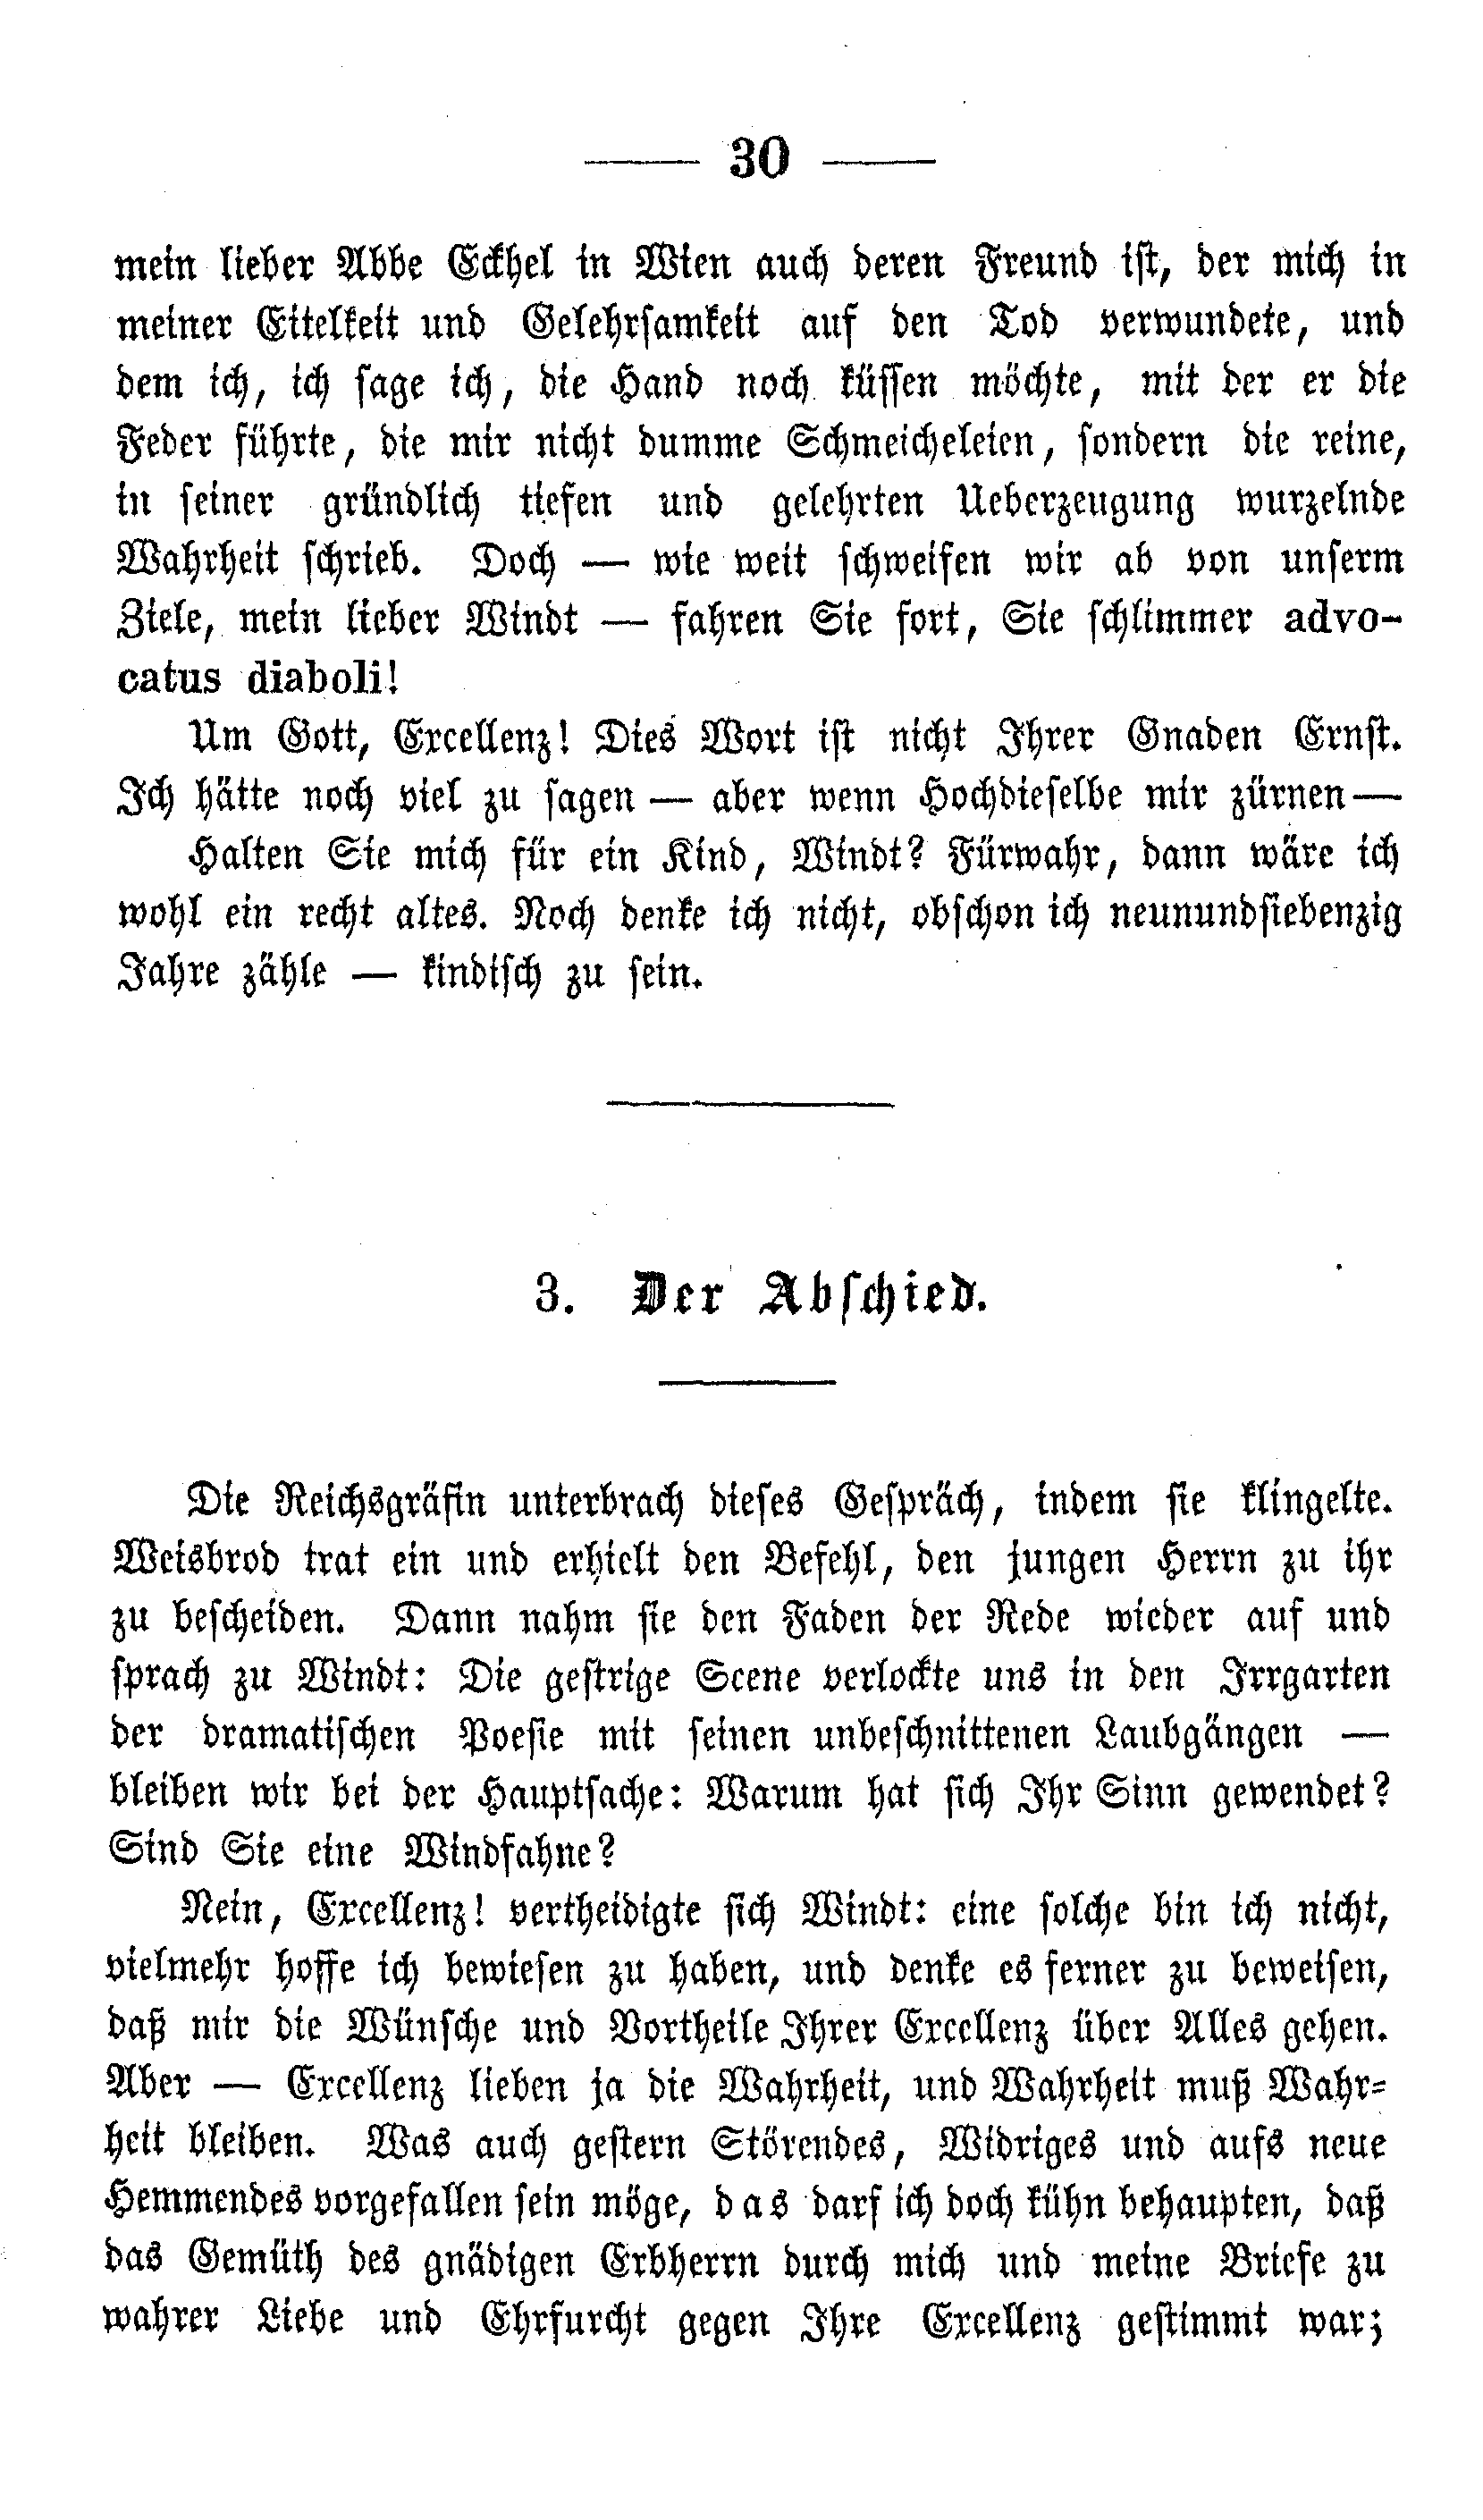 — 30 —
mein lieber Abbe Eckhel in Wien auch deren Freund ist, der mich in
meiner Eitelkeit und Gelehrsamkeit auf den Tod verwundete, und
dem ich, ich sage ich, die Hand noch küssen möchte, mit der er die
Feder führte, die mir nicht dumme Schmeicheleien, sondern die reine,
in seiner gründlich tiefen und gelehrten Ueberzeugung wurzelnde
Wahrheit schrieb. Doch — wie weit schweifen wir ab von unserm
Ziele, mein lieber Windt — fahren Sie fort, Sie schlimmer advo-
catus diaboli!
Um Gott, Excellenz! Dies Wort ist nicht Ihrer Gnaden Ernst.
Ich hätte noch viel zu sagen — aber wenn Hochdieselbe mir zürnen —
Halten Sie mich für ein Kind, Windt? Fürwahr, dann wäre ich
wohl ein recht altes. Noch denke ich nicht, obschon ich neunundsiebenzig
Jahre zähle — kindisch zu sein.
3. Der Abschied.
Die Reichsgräfin unterbrach dieses Gespräch, indem sie klingelte.
Weisbrod trat ein und erhielt den Befehl, den jungen Herrn zu ihr
zu bescheiden. Dann nahm sie den Faden der Rede wieder auf und
sprach zu Windt: Die gestrige Scene verlockte uns in den Irrgarten
der dramatischen Poesie mit seinen unbeschnittenen Laubgängen —
bleiben wir bei der Hauptsache: Warum hat sich Ihr Sinn gewendet?
Sind Sie eine Windfahne?
Nein, Excellenz! vertheidigte sich Windt: eine solche bin ich nicht,
vielmehr hoffe ich bewiesen zu haben, und denke es ferner zu beweisen,
daß mir die Wünsche und Vortheile Ihrer Excellenz über Alles gehen.
Aber — Excellenz lieben ja die Wahrheit, und Wahrheit muß Wahr-
heit bleiben. Was auch gestern Störendes, Widriges und aufs neue
Hemmendes vorgefallen sein möge, das darf ich doch kühn behaupten, daß
das Gemüth des gnädigen Erbherrn durch mich und meine Briefe zu
wahrer Liebe und Ehrfurcht gegen Ihre Excellenz gestimmt war;